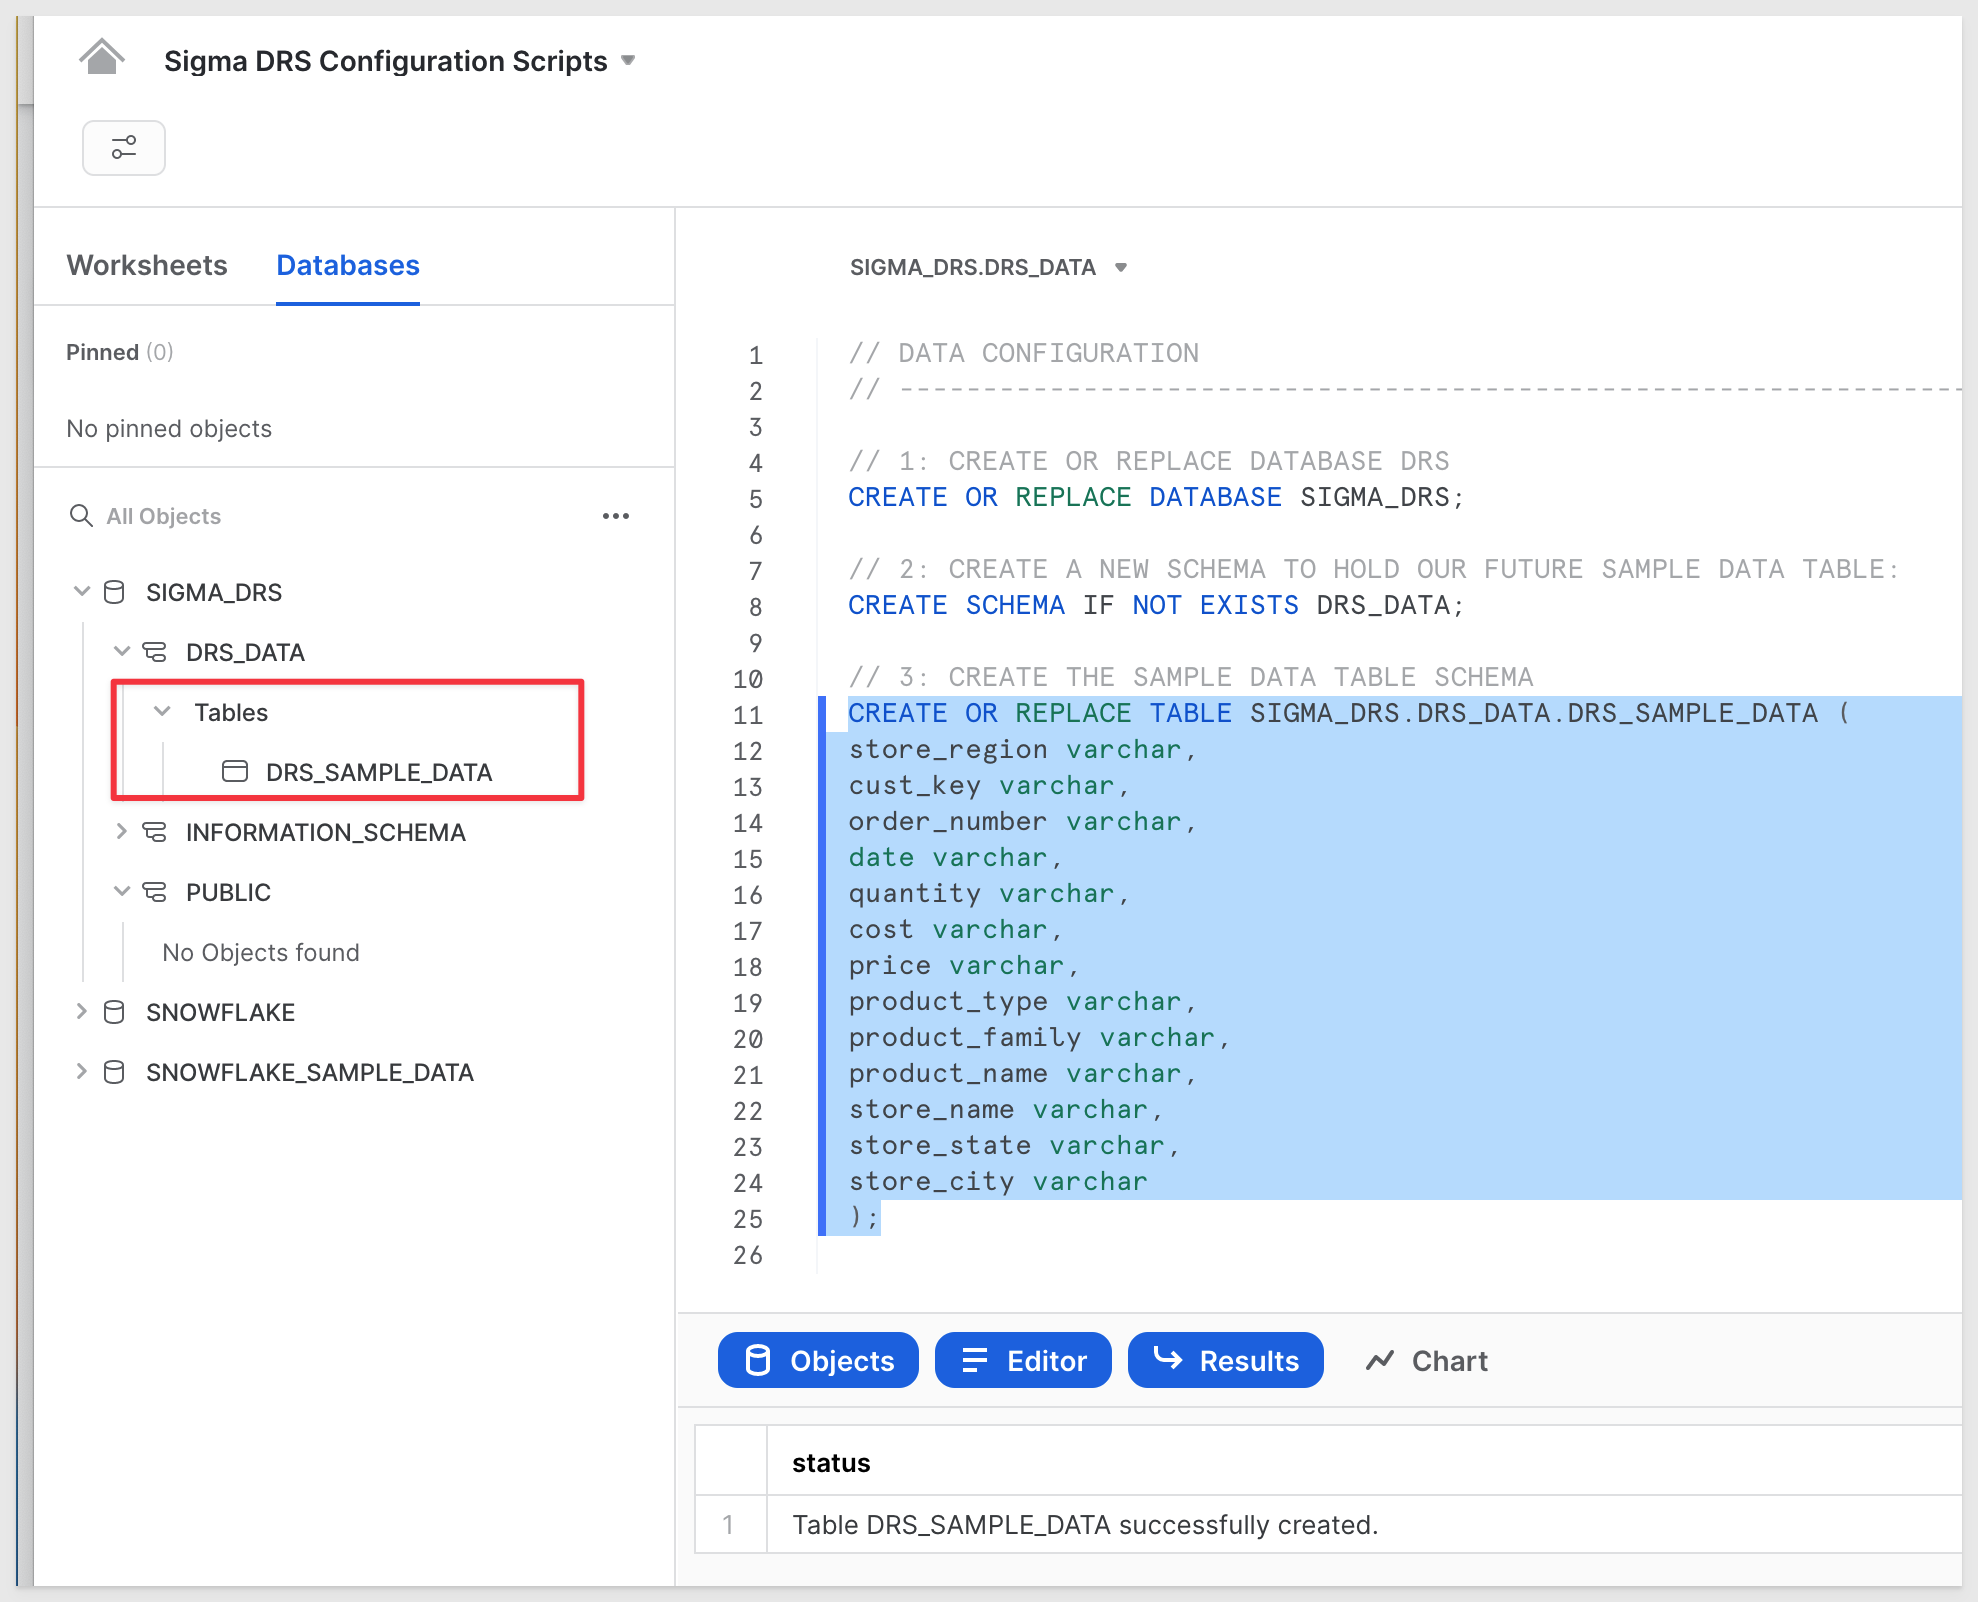 Sigma DRS Configuration Scripts
Worksheets Databases
Pinned (0)
No pinned objects
All Objects
SIGMA_DRS
DRS_DATA
Tables
DRS_SAMPLE_DATA
INFORMATION_SCHEMA
PUBLIC
No Objects found
SNOWFLAKE
SNOWFLAKE_SAMPLE_DATA
SIGMA_DRS.DRS_DATA
1 // DATA CONFIGURATION
2 // ----------------------------------------------------------------
3
4 // 1: CREATE OR REPLACE DATABASE DRS
5 CREATE OR REPLACE DATABASE SIGMA_DRS;
6
7 // 2: CREATE A NEW SCHEMA TO HOLD OUR FUTURE SAMPLE DATA TABLE:
8 CREATE SCHEMA IF NOT EXISTS DRS_DATA;
9
10 // 3: CREATE THE SAMPLE DATA TABLE SCHEMA
11 CREATE OR REPLACE TABLE SIGMA_DRS.DRS_DATA.DRS_SAMPLE_DATA (
12 store_region varchar,
13 cust_key varchar,
14 order_number varchar,
15 date varchar,
16 quantity varchar,
17 cost varchar,
18 price varchar,
19 product_type varchar,
20 product_family varchar,
21 product_name varchar,
22 store_name varchar,
23 store_state varchar,
24 store_city varchar
25 );
26
Objects Editor Results Chart
status
1 Table DRS_SAMPLE_DATA successfully created.